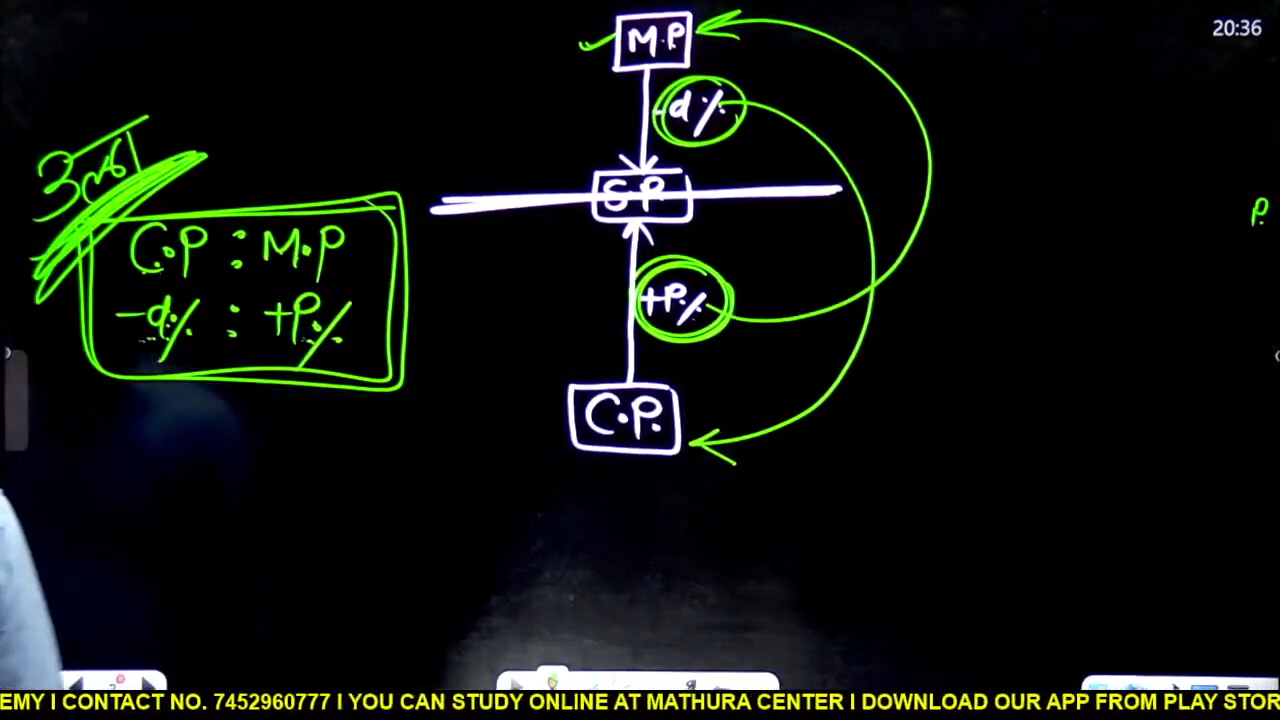 20:36
M.P
-d%
S.P.
C.P : M.P
-d% : +P%
+P%
P.
C.P.
EMY I CONTACT NO. 7452960777 I YOU CAN STUDY ONLINE AT MATHURA CENTER I DOWNLOAD OUR APP FROM PLAY STOR